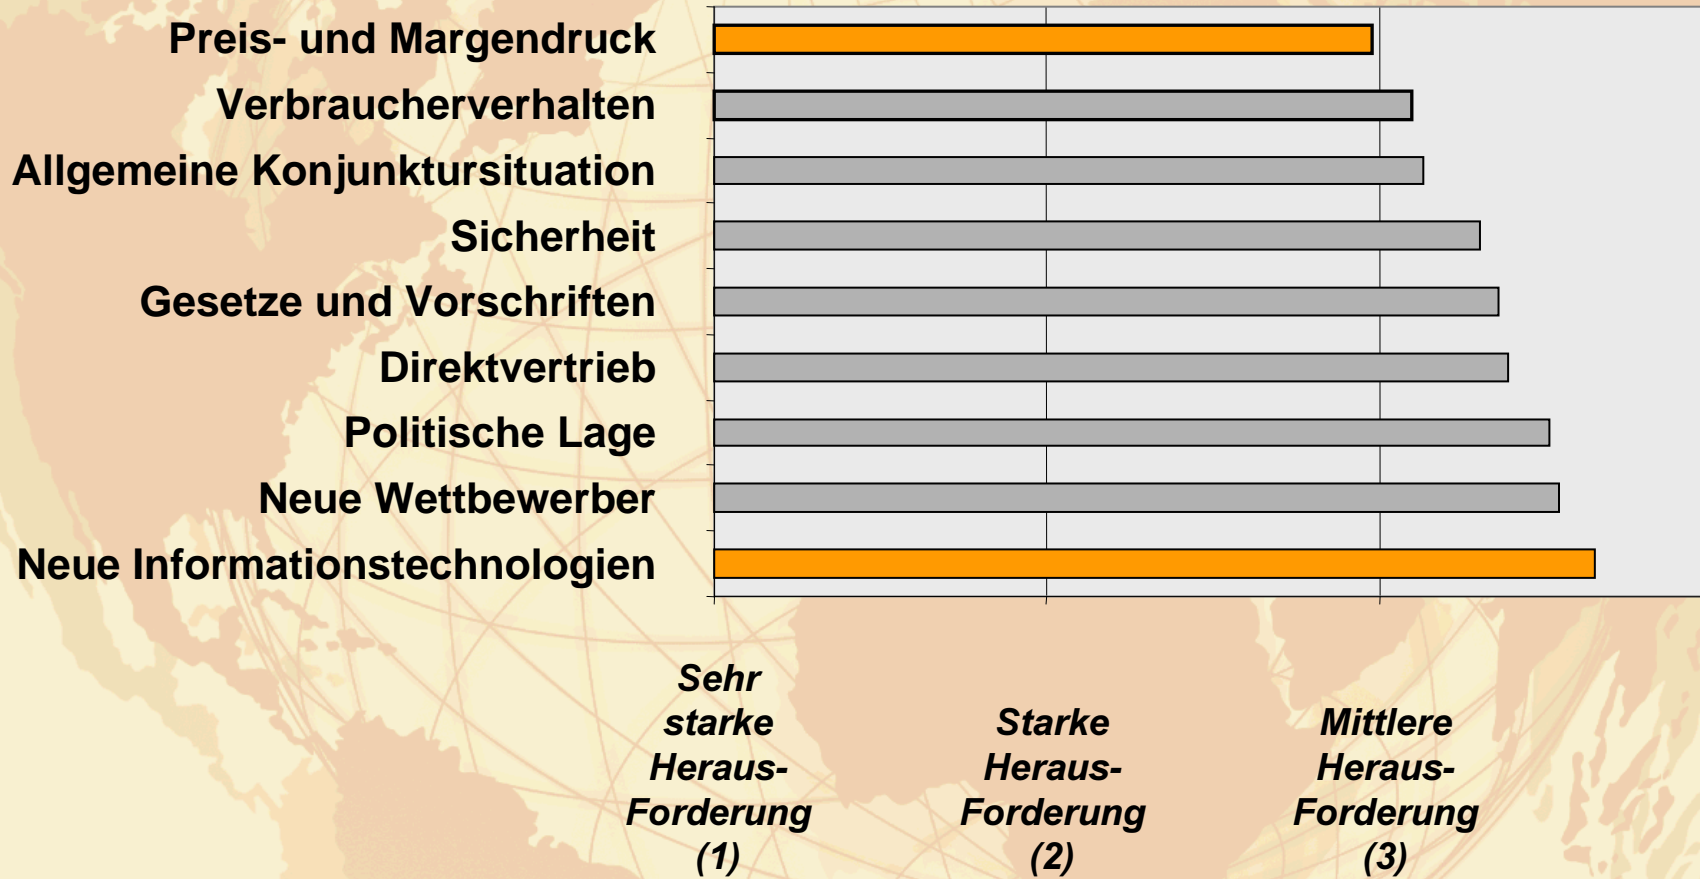 Preis- und Margendruck
Verbraucherverhalten
Allgemeine Konjunktursituation
Sicherheit
Gesetze und Vorschriften
Direktvertrieb
Politische Lage
Neue Wettbewerber
Neue Informationstechnologien
Sehr
starke
Heraus-
Forderung
(1)
Starke
Heraus-
Forderung
(2)
Mittlere
Heraus-
Forderung
(3)